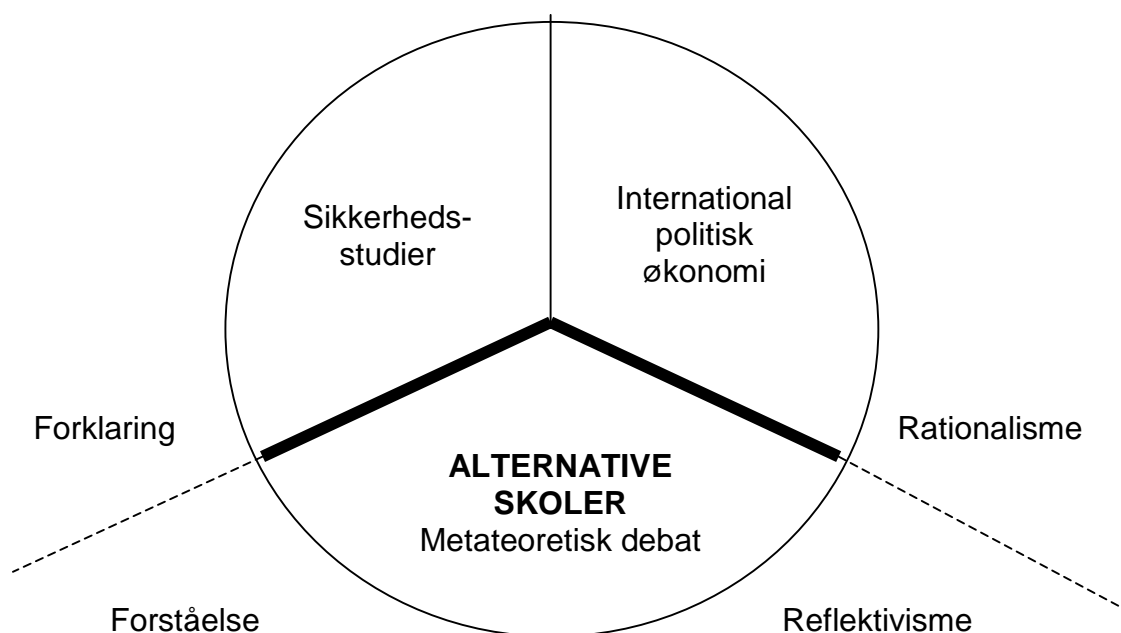 Sikkerheds-
studier
International
politisk
økonomi
Forklaring
Rationalisme
ALTERNATIVE
SKOLER
Metateoretisk debat
Forståelse
Reflektivisme